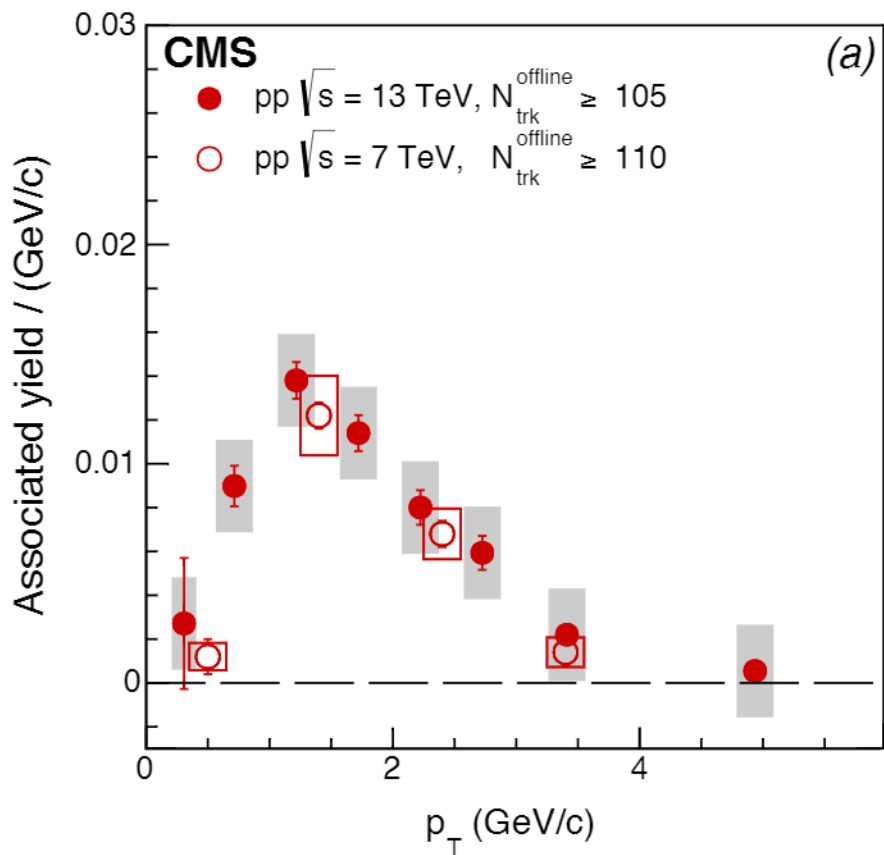 0.03
CMS
(a)
pp √s = 13 TeV, N_trk^offline ≥ 105
pp √s = 7 TeV, N_trk^offline ≥ 110
Associated yield / (GeV/c)
0.02
0.01
0
0 2 4
p_T (GeV/c)